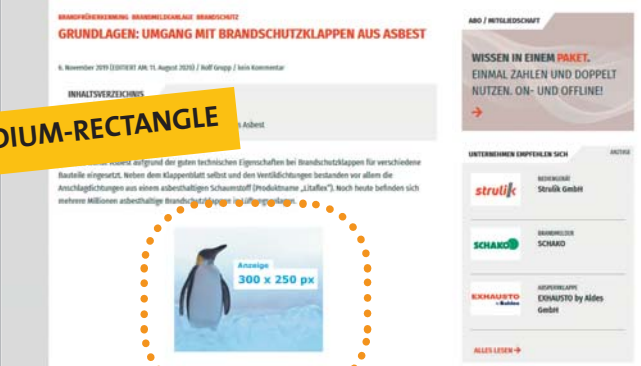 BRANDFRÜHERKENNUNG BRANDMELDEANLAGE BRANDSCHUTZ
GRUNDLAGEN: UMGANG MIT BRANDSCHUTZKLAPPEN AUS ASBEST
6. November 2019 (EDITIERT AM: 11. August 2020) / Rolf Grupp / kein Kommentar
INHALTSVERZEICHNIS
DIUM-RECTANGLE
Asbest
Asbest aufgrund der guten technischen Eigenschaften bei Brandschutzklappen für verschiedene
Bauteile eingesetzt. Neben dem Klappenblatt selbst und den Ventildichtungen bestanden vor allem die
Anschlagdichtungen aus einem asbesthaltigen Schaumstoff (Produktname „Litaflex"). Noch heute befinden sich
mehrere Millionen asbesthaltige Brandschutzklappen in Lüftungsanlagen.
Anzeige
300 x 250 px
ABO / MITGLIEDSCHAFT
WISSEN IN EINEM PAKET.
EINMAL ZAHLEN UND DOPPELT
NUTZEN. ON- UND OFFLINE!
UNTERNEHMEN EMPFEHLEN SICH
ANZEIGE
strulik
Strulik GmbH
SCHAKO
BRANDMELDER
SCHAKO
EXHAUSTO
by Aldes
ABSPERRKLAPPE
EXHAUSTO by Aldes
GmbH
ALLES LESEN